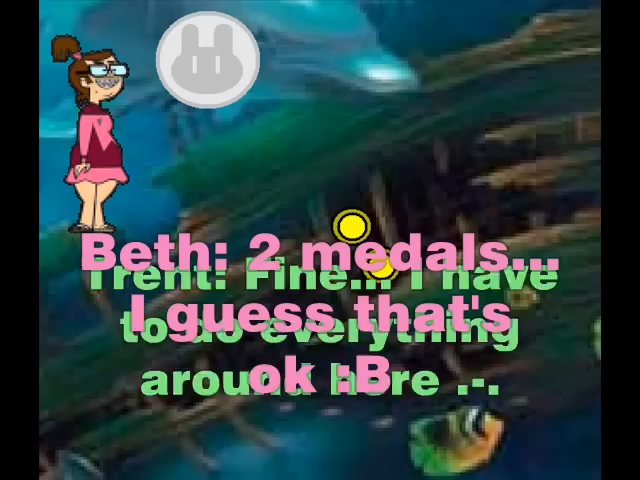 Beth: 2 medals...
I guess that's
ok :B
Trent: Fine... I have
to do everything
around here .-.